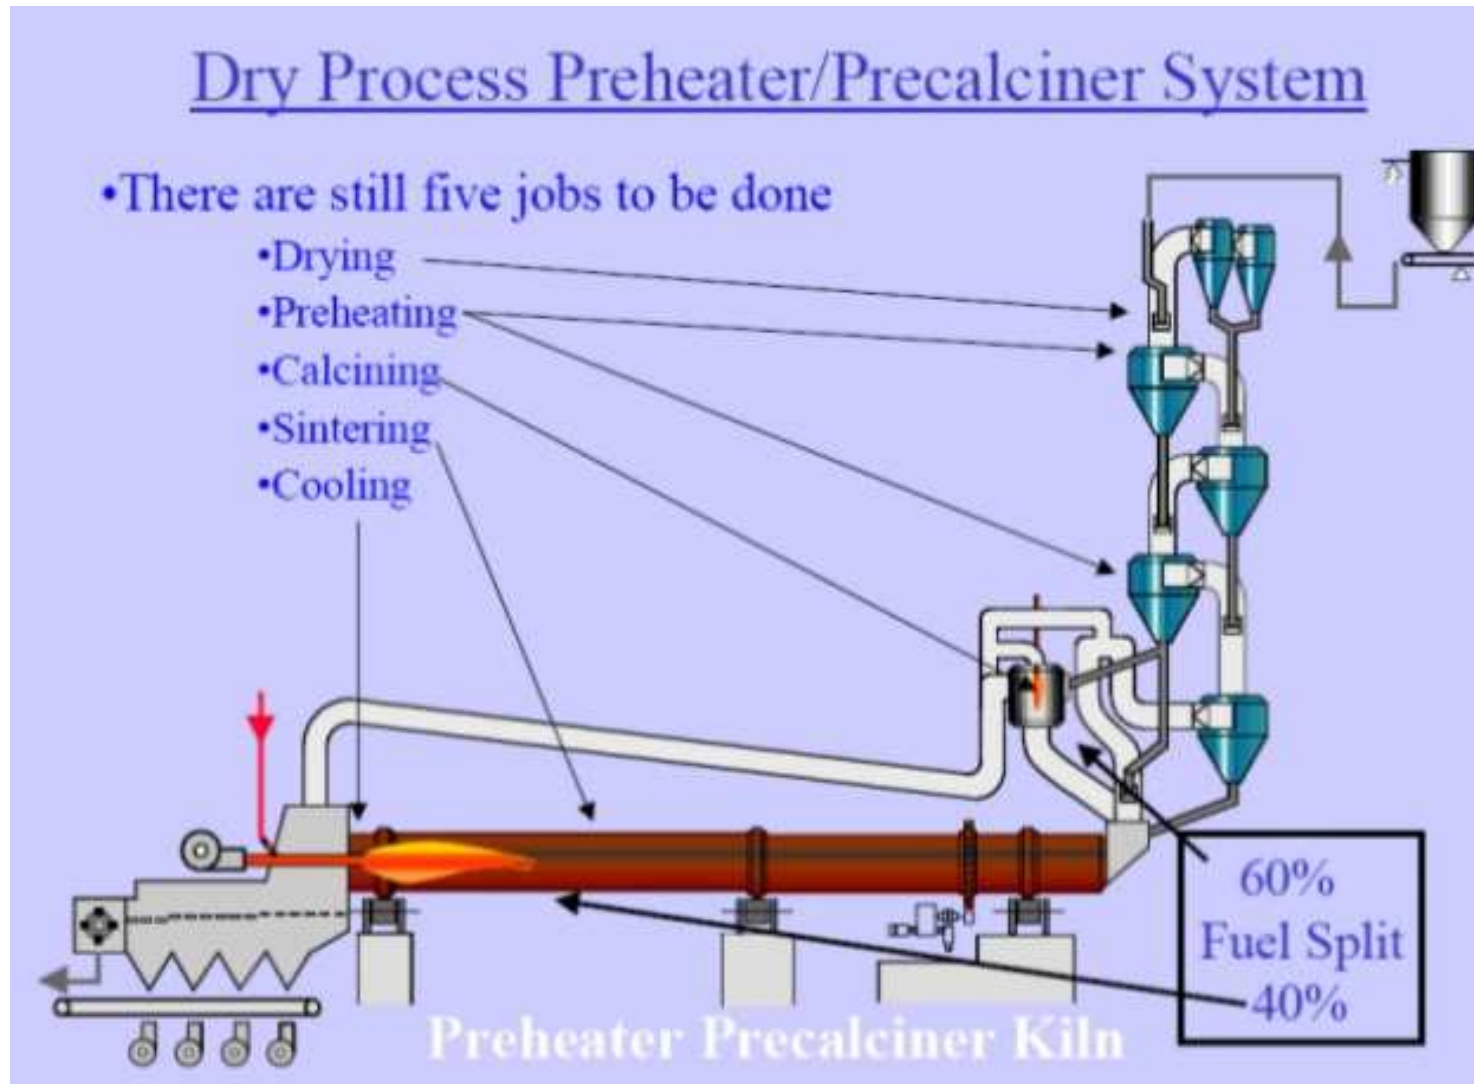 Dry Process Preheater/Precalciner System
•There are still five jobs to be done
•Drying
•Preheating
•Calcining
•Sintering
•Cooling
60%
Fuel Split
40%
Preheater Precalciner Kiln